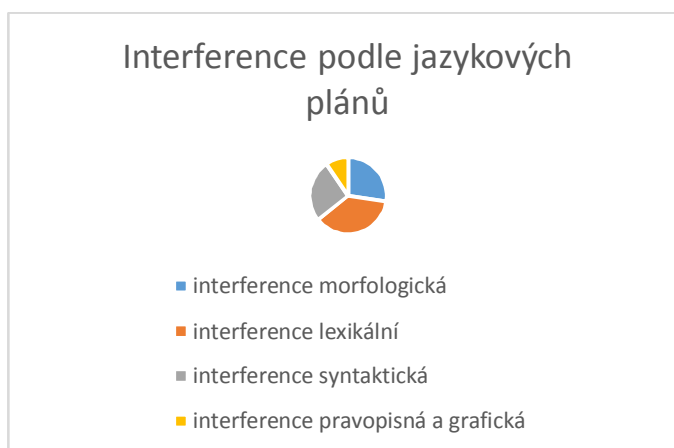 Interference podle jazykových
plánů
interference morfologická
interference lexikální
interference syntaktická
interference pravopisná a grafická